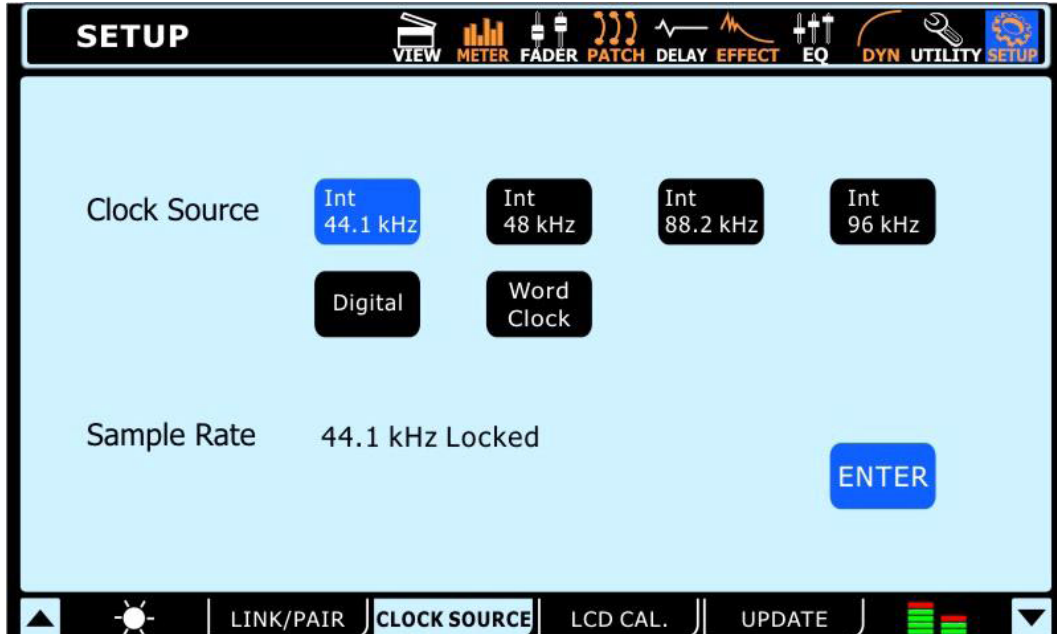 SETUP
VIEW METER FADER PATCH DELAY EFFECT EQ DYN UTILITY SETUP
Clock Source
Int
44.1 kHz
Int
48 kHz
Int
88.2 kHz
Int
96 kHz
Digital
Word
Clock
Sample Rate 44.1 kHz Locked
ENTER
LINK/PAIR CLOCK SOURCE LCD CAL. UPDATE